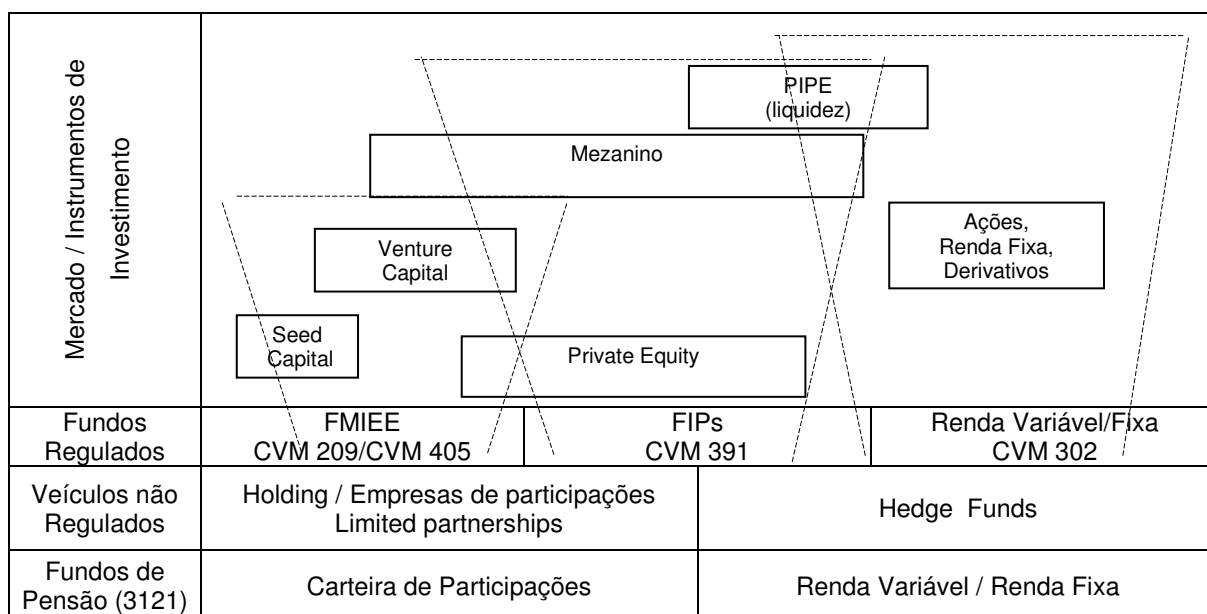 Mercado / Instrumentos de
Investimento
PIPE
(liquidez)
Mezanino
Ações,
Renda Fixa,
Derivativos
Venture
Capital
Seed
Capital
Private Equity
Fundos
Regulados
FMIEE
CVM 209/CVM 405
FIPs
CVM 391
Renda Variável/Fixa
CVM 302
Veículos não
Regulados
Holding / Empresas de participações
Limited partnerships
Hedge Funds
Fundos de
Pensão (3121)
Carteira de Participações
Renda Variável / Renda Fixa